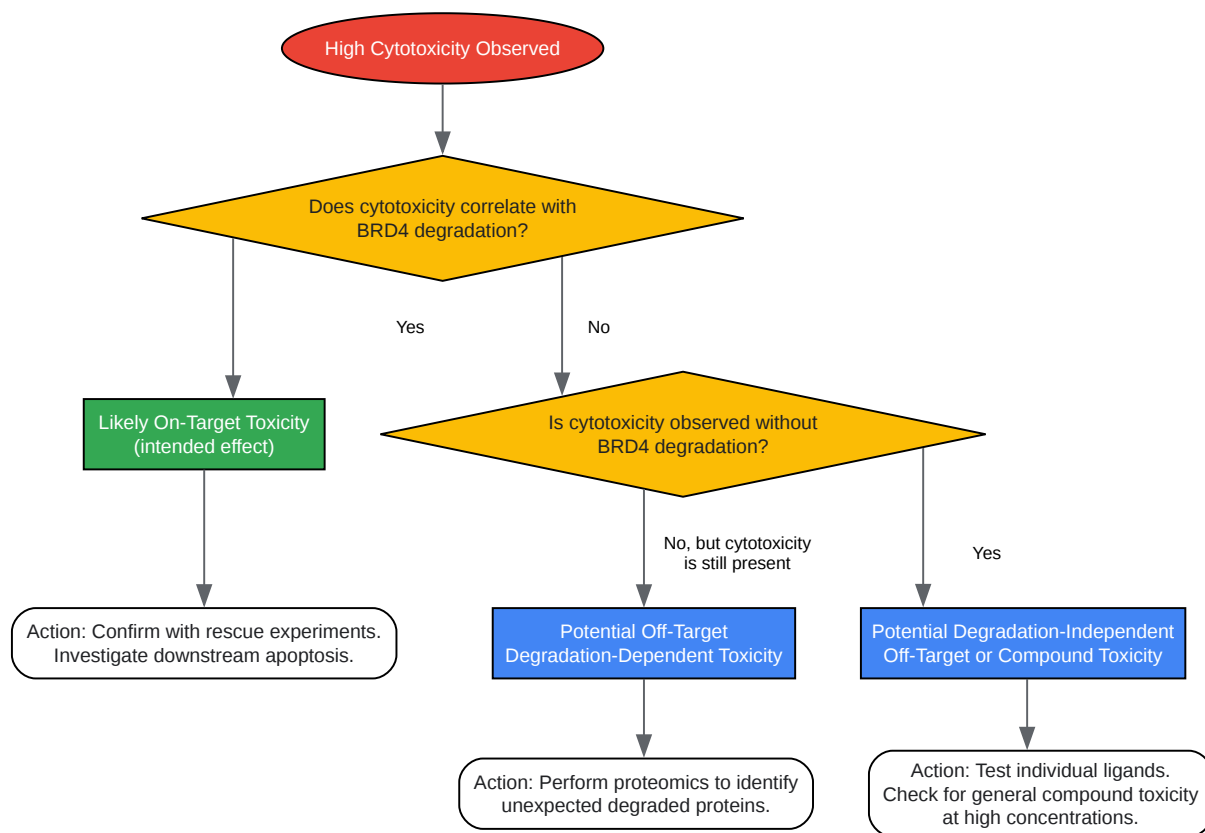 High Cytotoxicity Observed
Does cytotoxicity correlate with
BRD4 degradation?
Yes
No
Likely On-Target Toxicity
(intended effect)
Is cytotoxicity observed without
BRD4 degradation?
No, but cytotoxicity
is still present
Yes
Action: Confirm with rescue experiments.
Investigate downstream apoptosis.
Potential Off-Target
Degradation-Dependent Toxicity
Potential Degradation-Independent
Off-Target or Compound Toxicity
Action: Perform proteomics to identify
unexpected degraded proteins.
Action: Test individual ligands.
Check for general compound toxicity
at high concentrations.